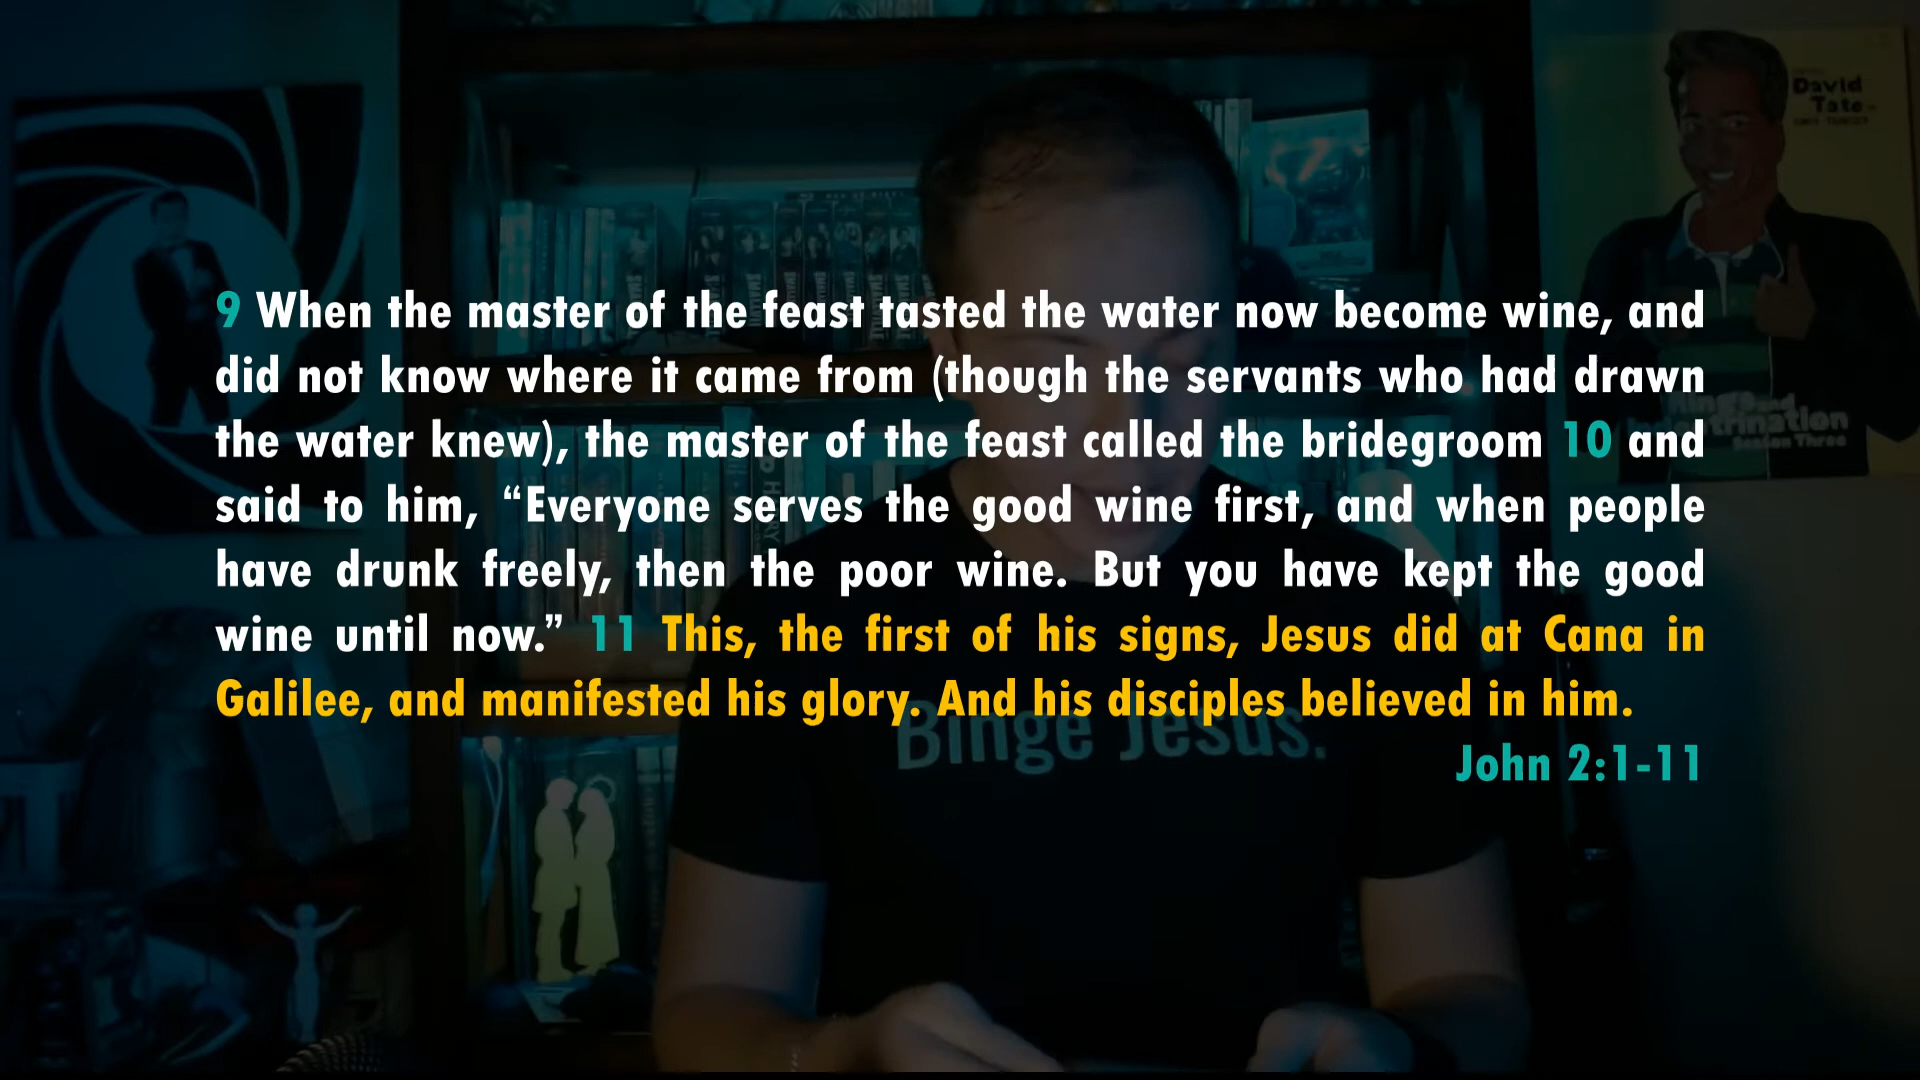 David
Tate
9 When the master of the feast tasted the water now become wine, and
did not know where it came from (though the servants who had drawn
the water knew), the master of the feast called the bridegroom 10 and
said to him, “Everyone serves the good wine first, and when people
have drunk freely, then the poor wine. But you have kept the good
wine until now.” 11 This, the first of his signs, Jesus did at Cana in
Galilee, and manifested his glory. And his disciples believed in him.
John 2:1-11
Binge Jesus.
Season Three